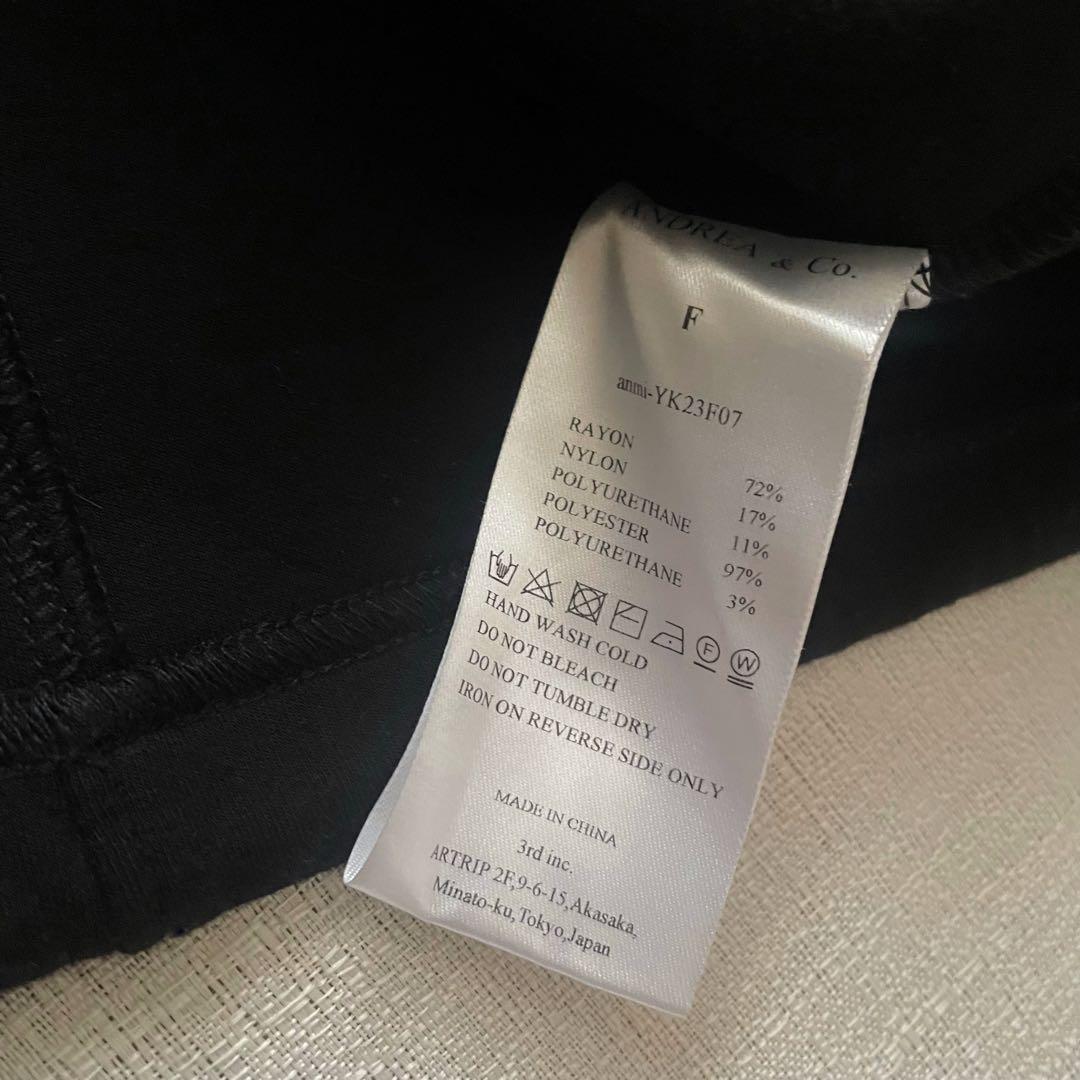 ANDREA & Co.
F
anmi-YK23F07
RAYON 72%
NYLON 17%
POLYURETHANE 11%
POLYESTER 97%
POLYURETHANE 3%
F W
HAND WASH COLD
DO NOT BLEACH
DO NOT TUMBLE DRY
IRON ON REVERSE SIDE ONLY
MADE IN CHINA
3rd inc.
ART.RIP 2F,9-6-15,Akasaka,
Minato-ku,Tokyo,Japan